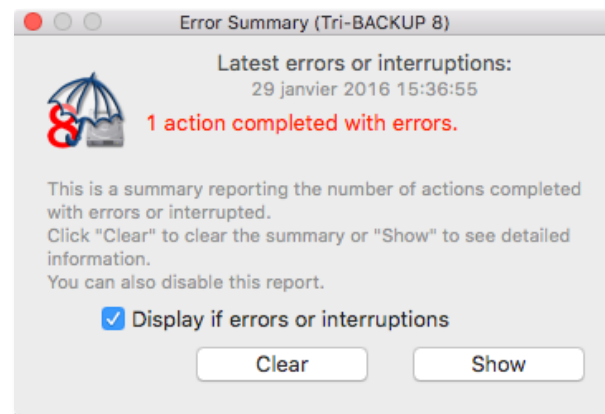 Error Summary (Tri-BACKUP 8)
Latest errors or interruptions:
29 janvier 2016 15:36:55
8
1 action completed with errors.
This is a summary reporting the number of actions completed
with errors or interrupted.
Click "Clear" to clear the summary or "Show" to see detailed
information.
You can also disable this report.
Display if errors or interruptions
Clear
Show